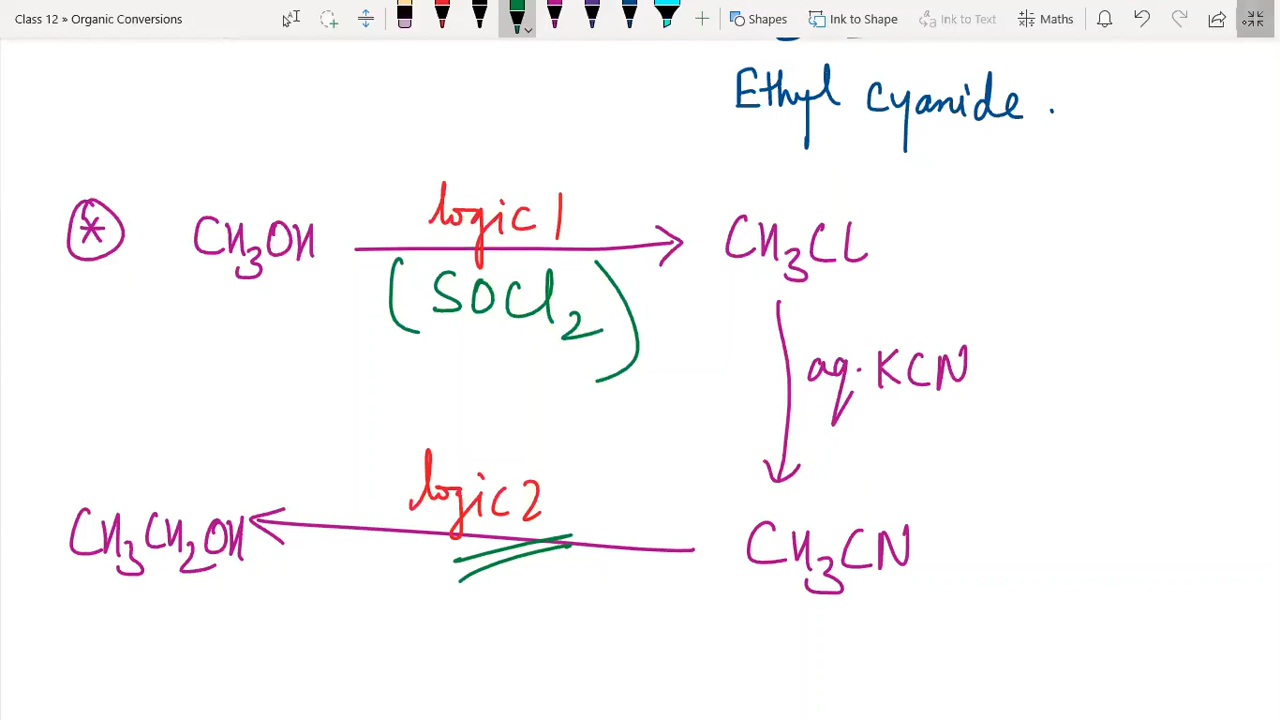 Class 12 » Organic Conversions
Shapes
Ink to Shape
Ink to Text
Maths
Ethyl cyanide.
* CH3OH logic 1 CH3Cl
(SOCl2)
aq. KCN
logic 2
CH3CH2OH CH3CN